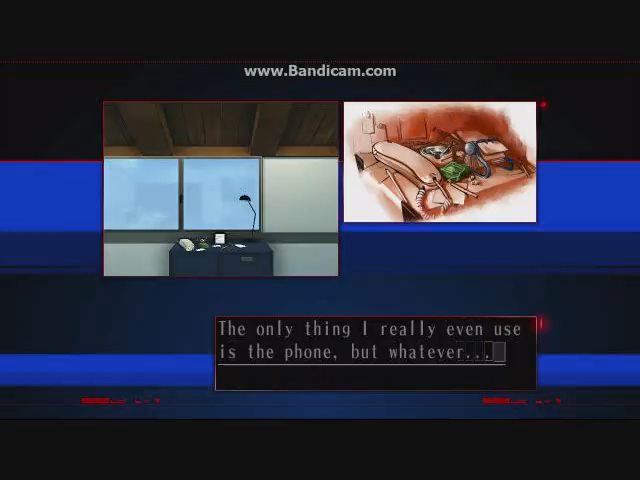 www.Bandicam.com
The only thing I really even use
is the phone, but whatever...